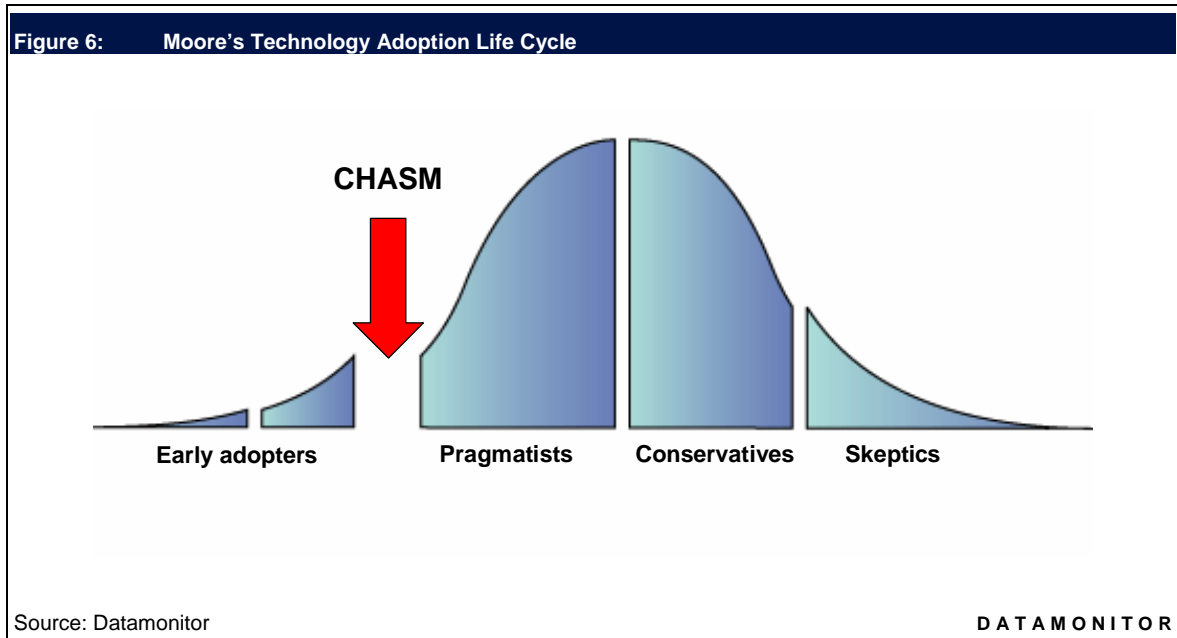 Figure 6: Moore's Technology Adoption Life Cycle
CHASM
Early adopters Pragmatists Conservatives Skeptics
Source: Datamonitor DATAMONITOR